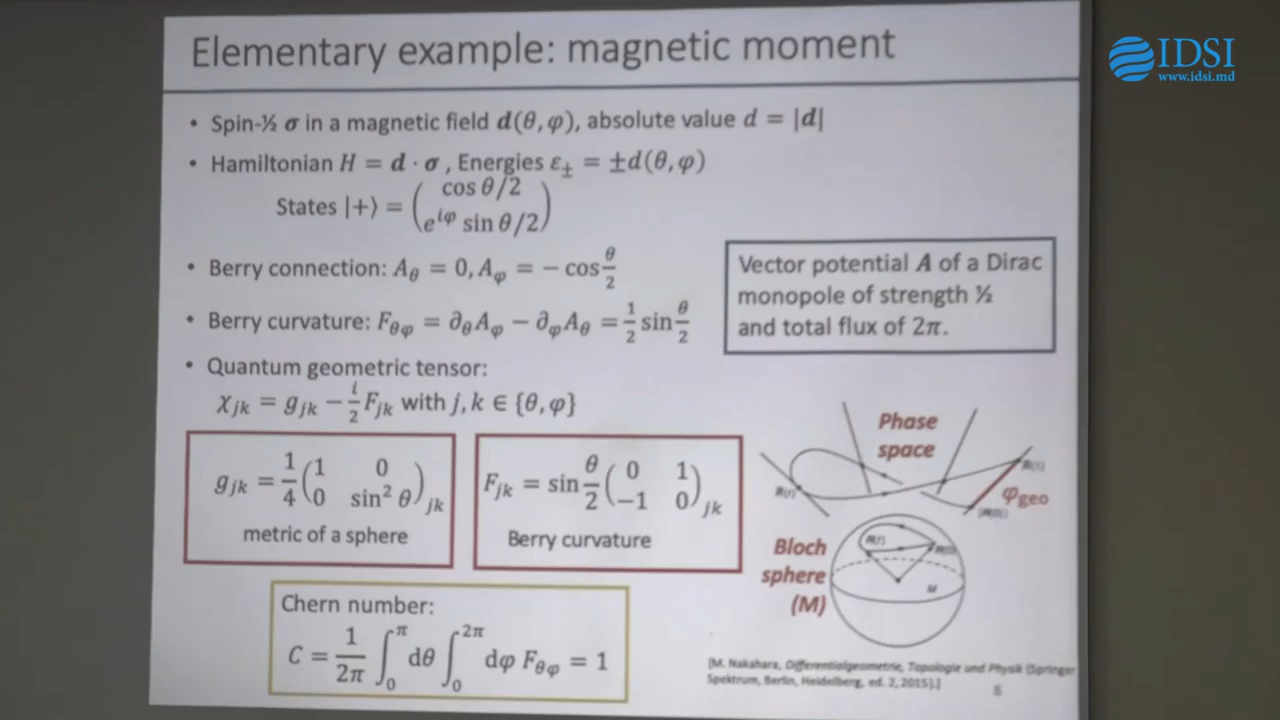 Elementary example: magnetic moment
IDSI
www.idsi.md
• Spin-½ σ in a magnetic field d(θ, φ), absolute value d = |d|
• Hamiltonian H = d · σ , Energies ε± = ±d(θ, φ)
States |+⟩ = ( cos θ/2
e^{iφ} sin θ/2 )
• Berry connection: A_θ = 0, A_φ = − cos θ/2
• Berry curvature: F_θφ = ∂_θ A_φ − ∂_φ A_θ = 1/2 sin θ/2
Vector potential A of a Dirac
monopole of strength ½
and total flux of 2π.
• Quantum geometric tensor:
χ_jk = g_jk − i/2 F_jk with j, k ∈ {θ, φ}
g_jk = 1/4 ( 1 0
0 sin² θ )_jk
metric of a sphere
F_jk = sin θ/2 ( 0 1
−1 0 )_jk
Berry curvature
Phase
space
φ_geo
Bloch
sphere
(M)
M
Chern number:
C = 1/2π ∫_0^π dθ ∫_0^{2π} dφ F_θφ = 1
[M. Nakahara, Differentialgeometrie, Topologie und Physik (Springer
Spektrum, Berlin, Heidelberg, ed. 2, 2015).]
8